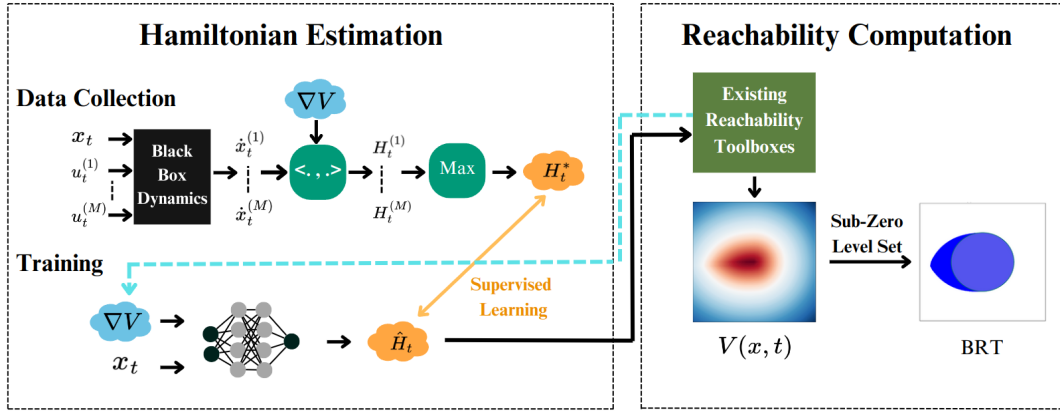 Hamiltonian Estimation
Data Collection
∇V
x_t
u_t^{(1)}
u_t^{(M)}
Black
Box
Dynamics
ẋ_t^{(1)}
ẋ_t^{(M)}
<. , .>
H_t^{(1)}
H_t^{(M)}
Max
H_t^*
Training
∇V
x_t
Ĥ_t
Supervised
Learning
Reachability Computation
Existing
Reachability
Toolboxes
V(x, t)
Sub-Zero
Level Set
BRT